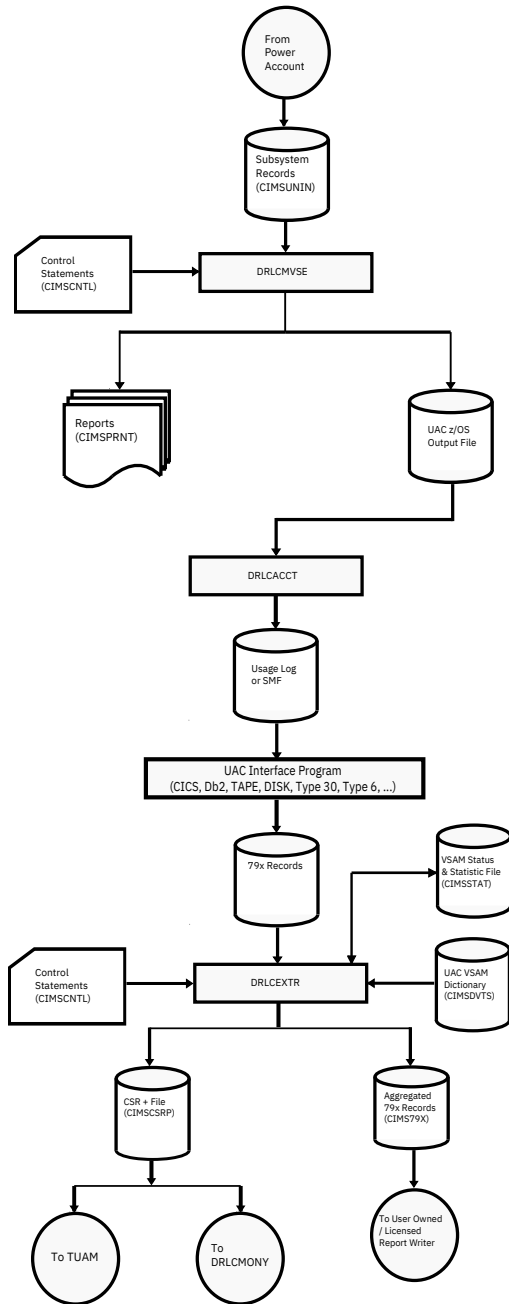 From
Power
Account
Subsystem
Records
(CIMSUNIN)
Control
Statements
(CIMSCNTL)
DRLCMVSE
Reports
(CIMSPRNT)
UAC z/OS
Output File
DRLCACCT
Usage Log
or SMF
UAC Interface Program
(CICS, Db2, TAPE, DISK, Type 30, Type 6, ...)
79x Records
VSAM Status
& Statistic File
(CIMSSTAT)
Control
Statements
(CIMSCNTL)
DRLCEXTR
UAC VSAM
Dictionary
(CIMSDVTS)
CSR + File
(CIMSCSRP)
Aggregated
79x Records
(CIMS79X)
To TUAM
To
DRLCMONY
To User Owned
/ Licensed
Report Writer